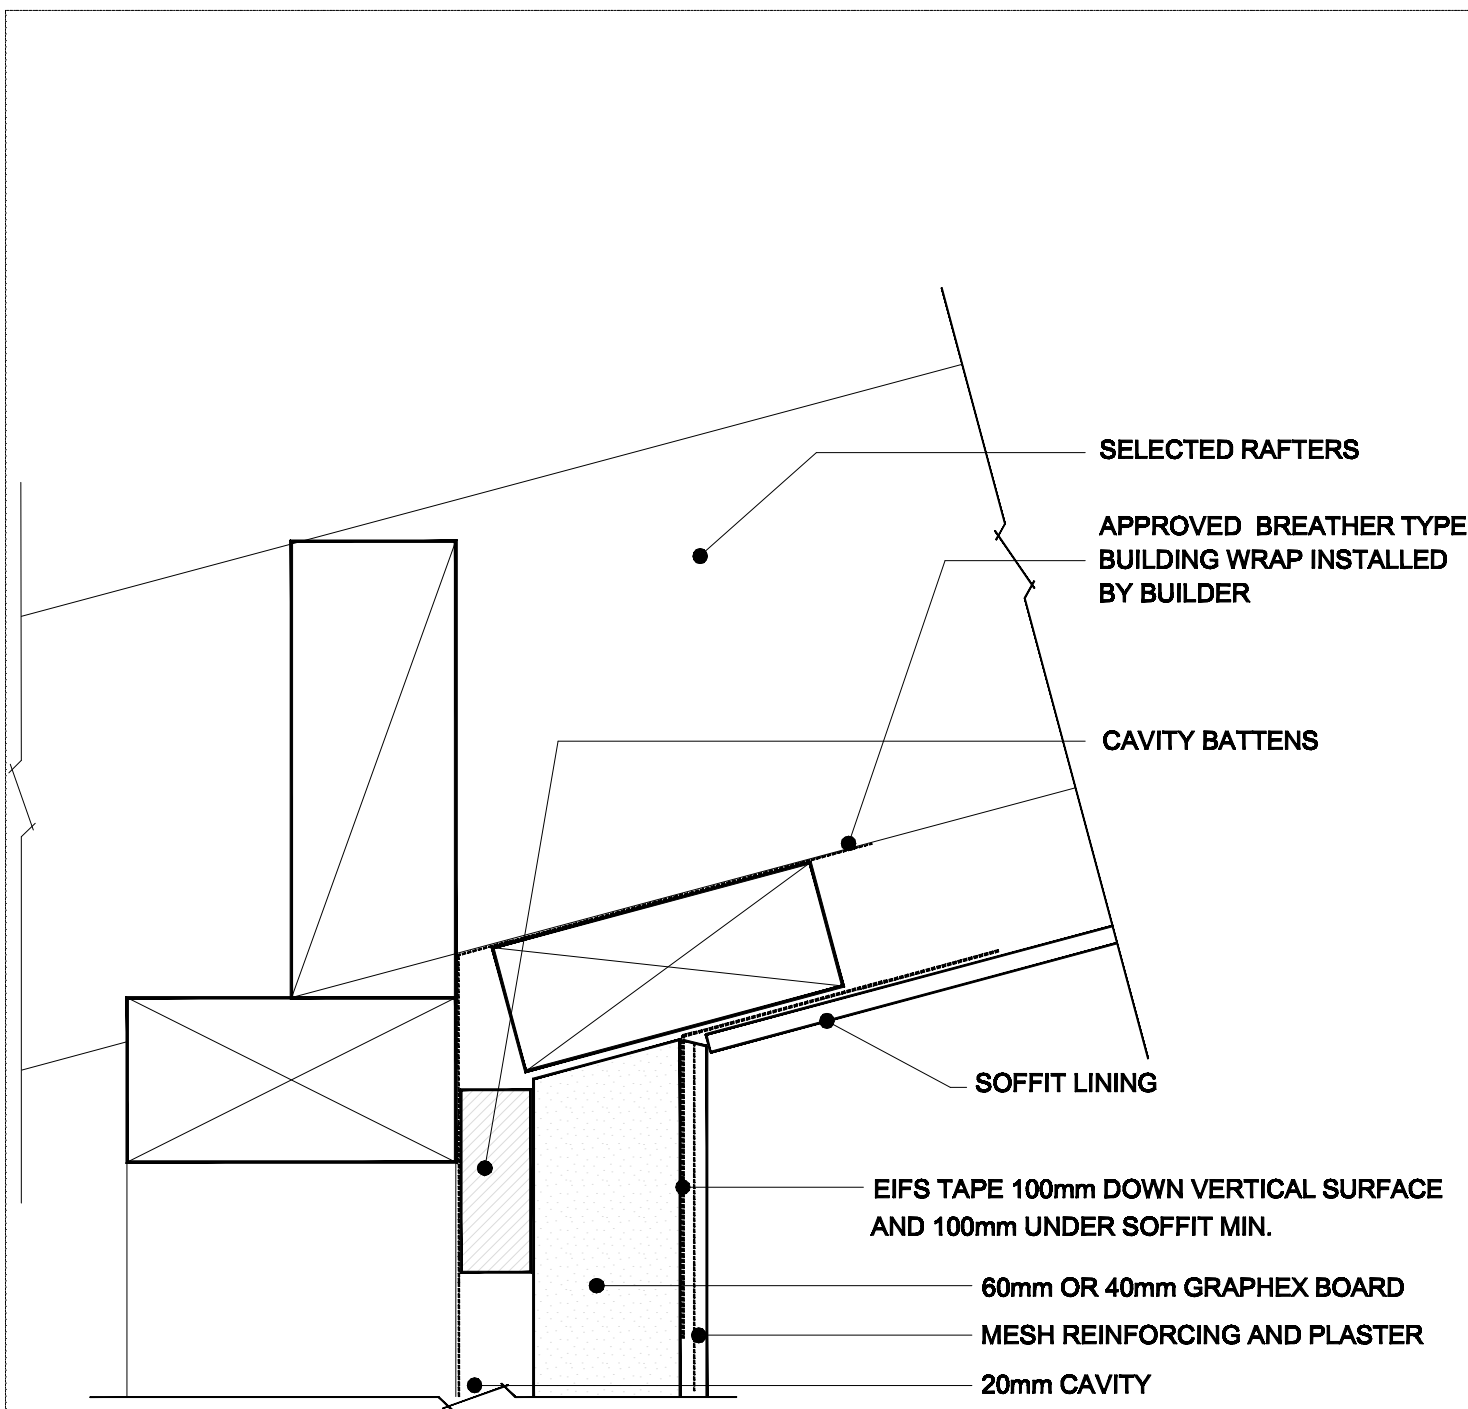 SELECTED RAFTERS
APPROVED BREATHER TYPE
BUILDING WRAP INSTALLED
BY BUILDER
CAVITY BATTENS
SOFFIT LINING
EIFS TAPE 100mm DOWN VERTICAL SURFACE
AND 100mm UNDER SOFFIT MIN.
60mm OR 40mm GRAPHEX BOARD
MESH REINFORCING AND PLASTER
20mm CAVITY